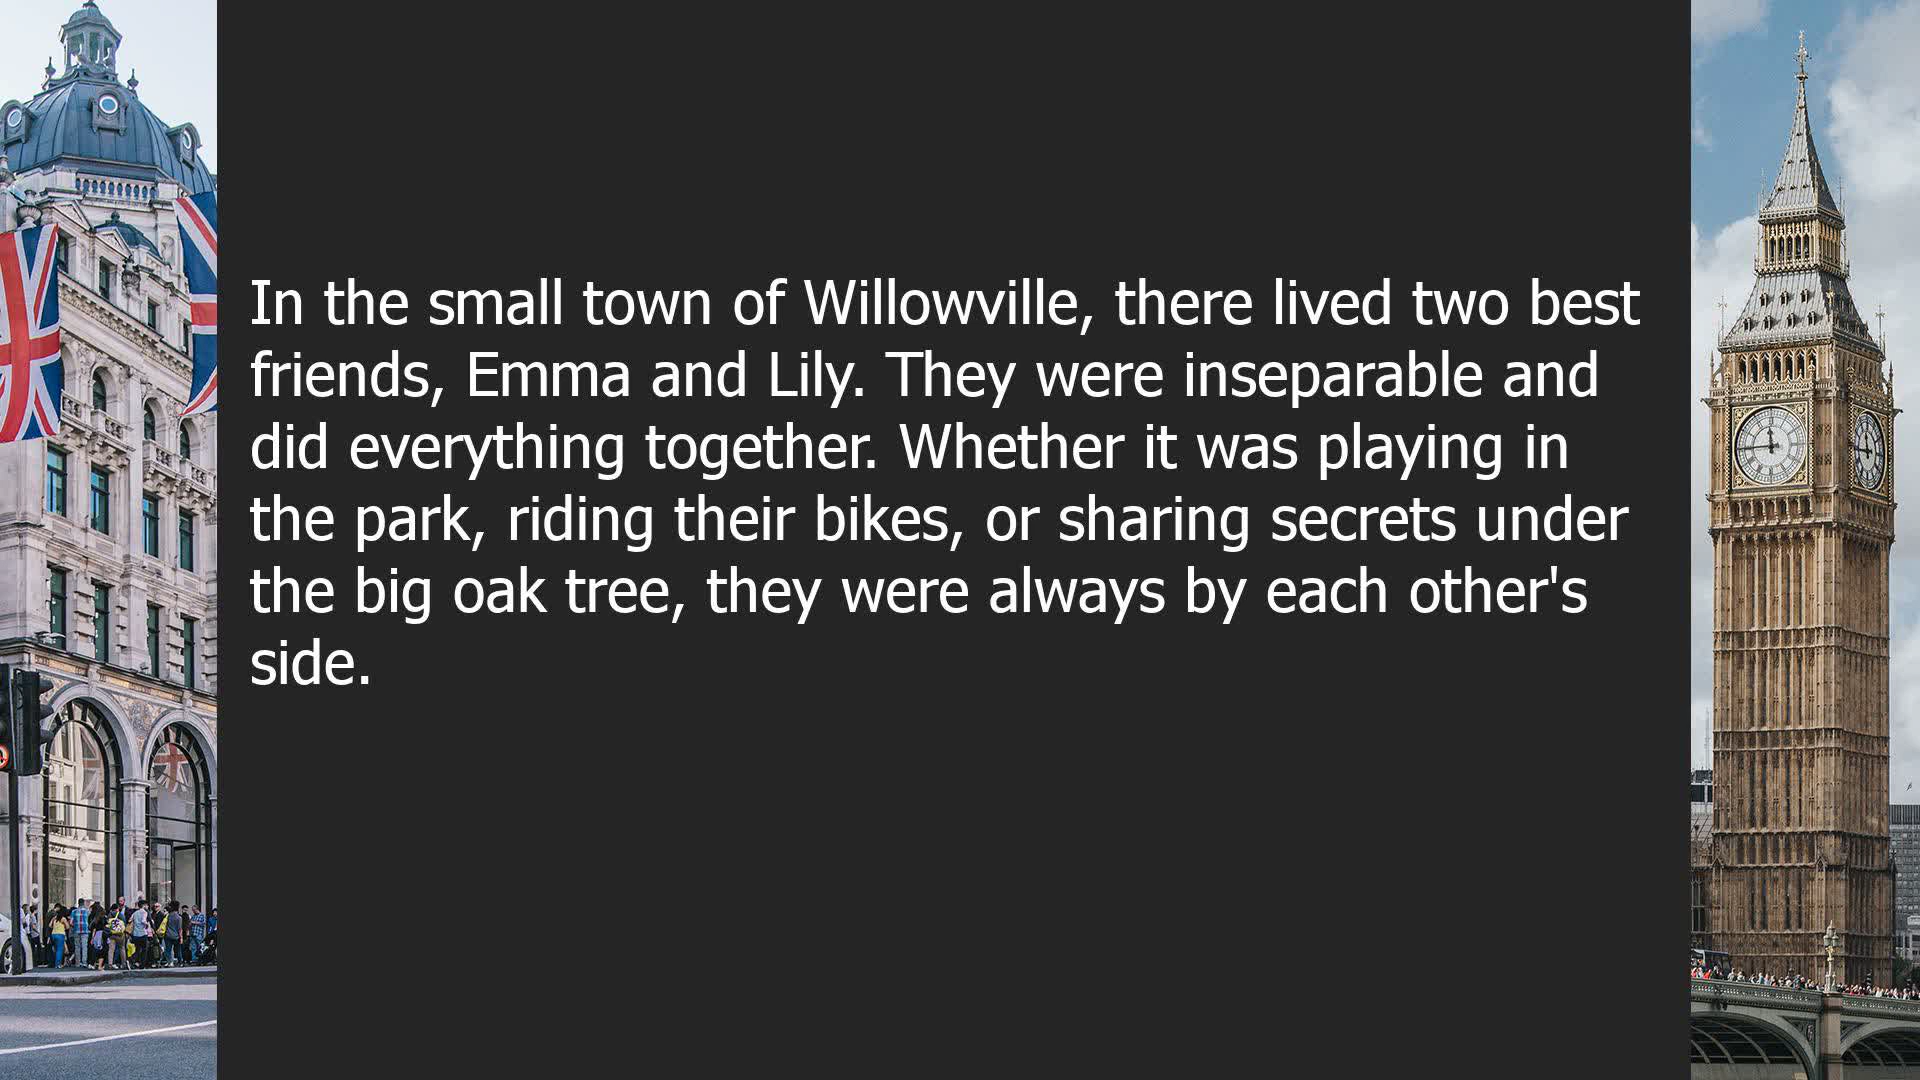 In the small town of Willowville, there lived two best
friends, Emma and Lily. They were inseparable and
did everything together. Whether it was playing in
the park, riding their bikes, or sharing secrets under
the big oak tree, they were always by each other's
side.